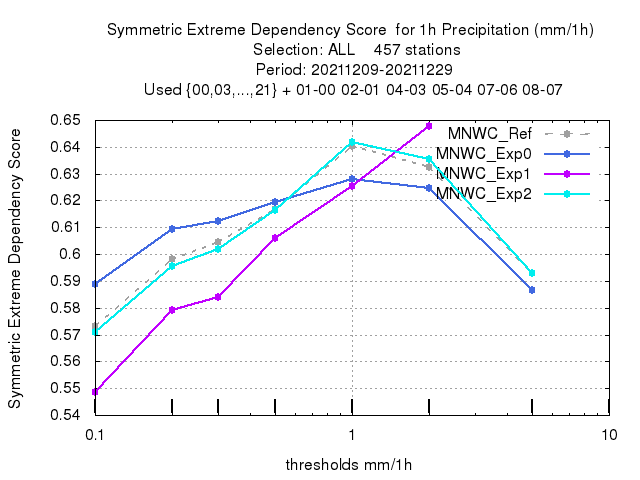 Symmetric Extreme Dependency Score  for 1h Precipitation (mm/1h)
Selection: ALL    457 stations
Period: 20211209-20211229
Used {00,03,...,21} + 01-00 02-01 04-03 05-04 07-06 08-07
MNWC_Ref
MNWC_Exp0
MNWC_Exp1
MNWC_Exp2
Symmetric Extreme Dependency Score
0.65
0.64
0.63
0.62
0.61
0.6
0.59
0.58
0.57
0.56
0.55
0.54
0.1 1 10
thresholds mm/1h